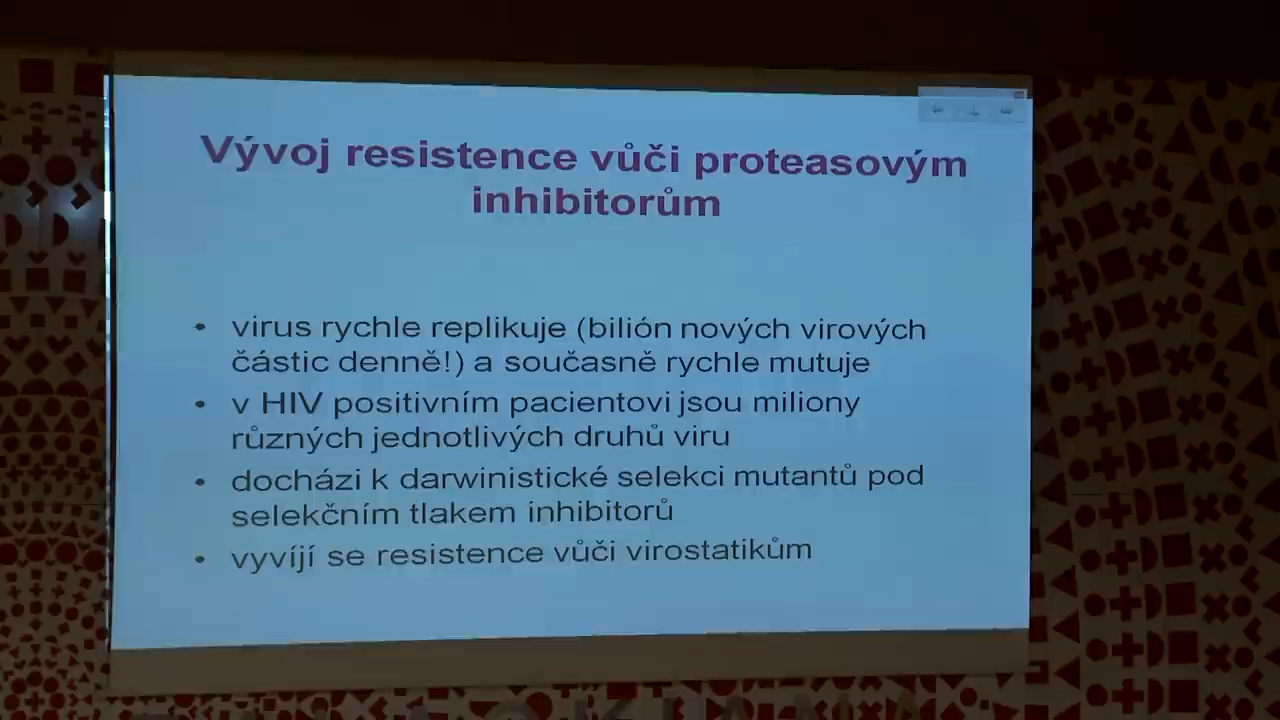 Vývoj resistence vůči proteasovým
inhibitorům
• virus rychle replikuje (bilión nových virových
částic denně!) a současně rychle mutuje
• v HIV positivním pacientovi jsou miliony
různých jednotlivých druhů viru
• docházi k darwinistické selekci mutantů pod
selekčním tlakem inhibitorů
• vyvíjí se resistence vůči virostatikům